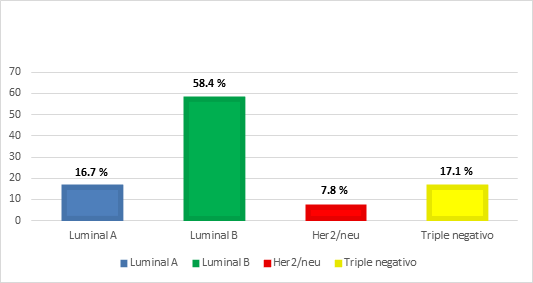 70
60
50
40
30
20
10
0
16.7 %
58.4 %
7.8 %
17.1 %
Luminal A
Luminal B
Her2/neu
Triple negativo
Luminal A Luminal B Her2/neu Triple negativo